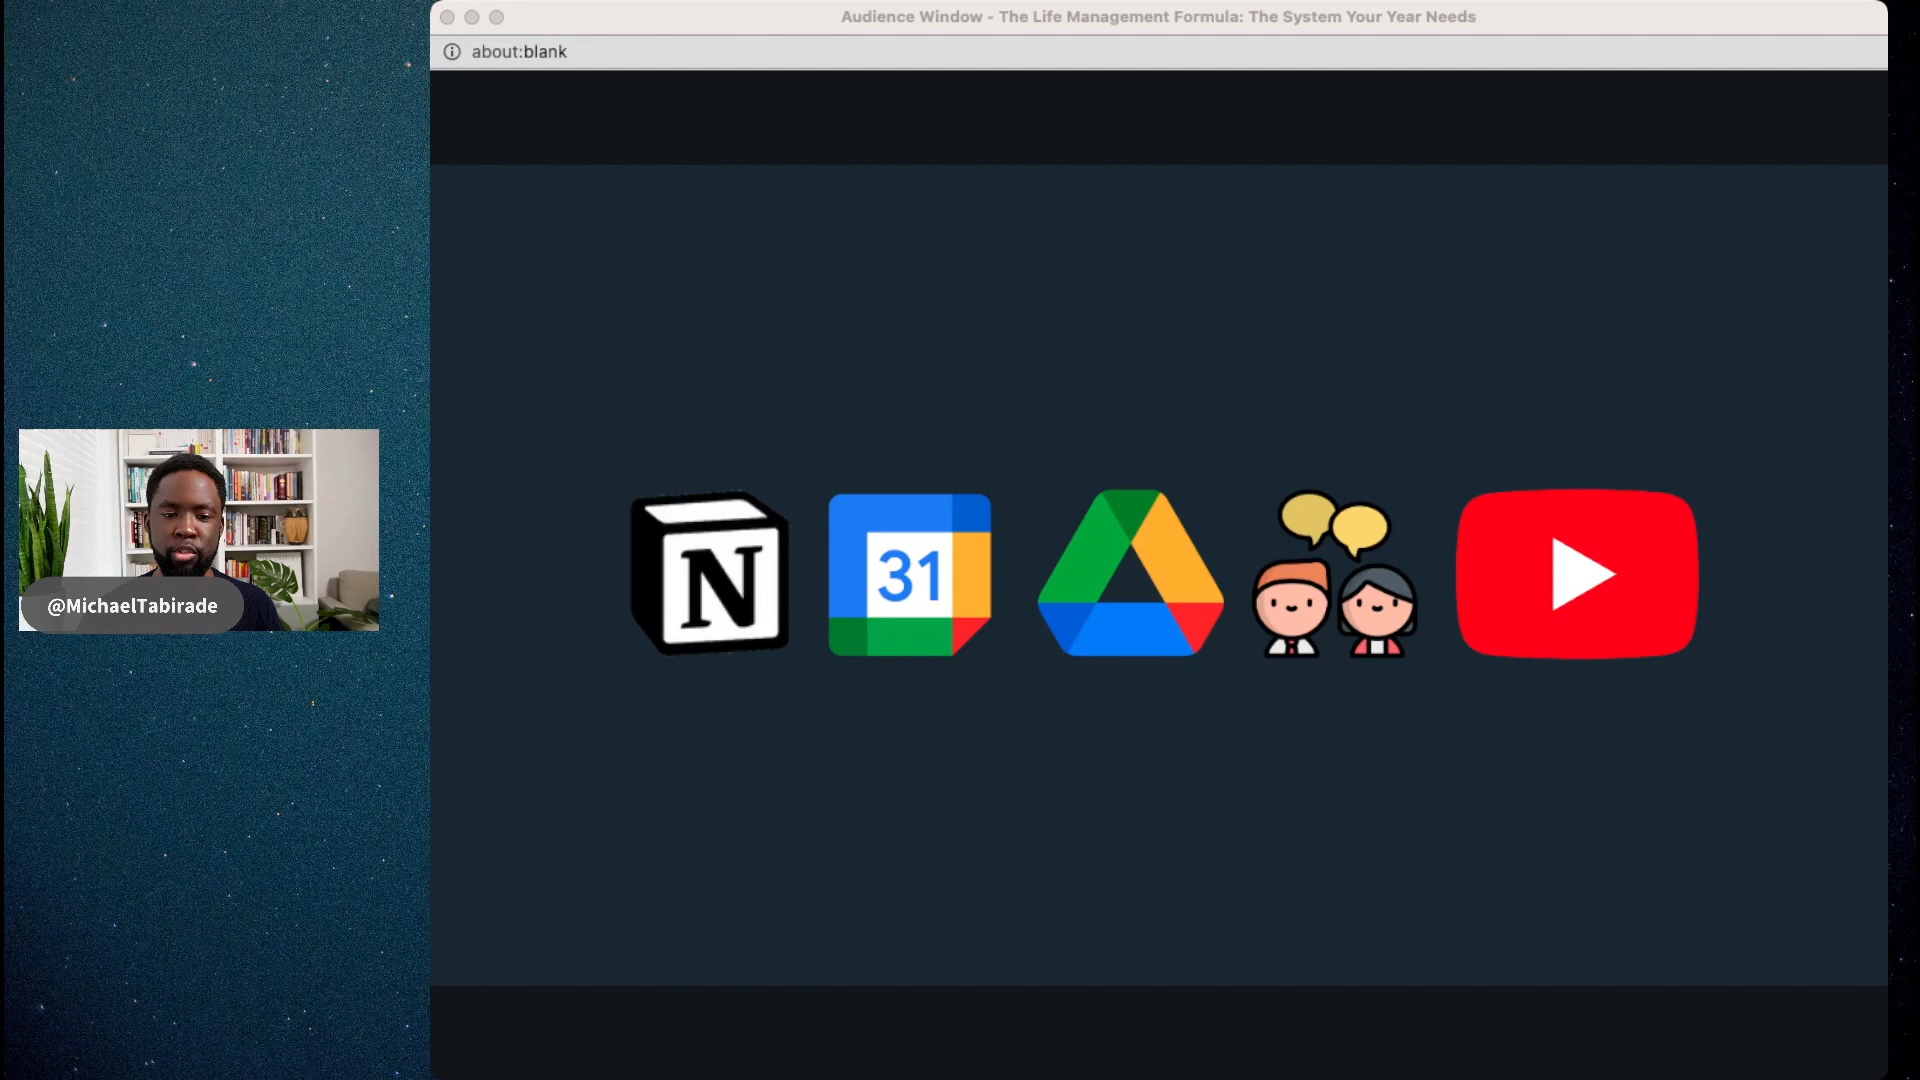 Audience Window - The Life Management Formula: The System Your Year Needs
about:blank
@MichaelTabirade
N
31